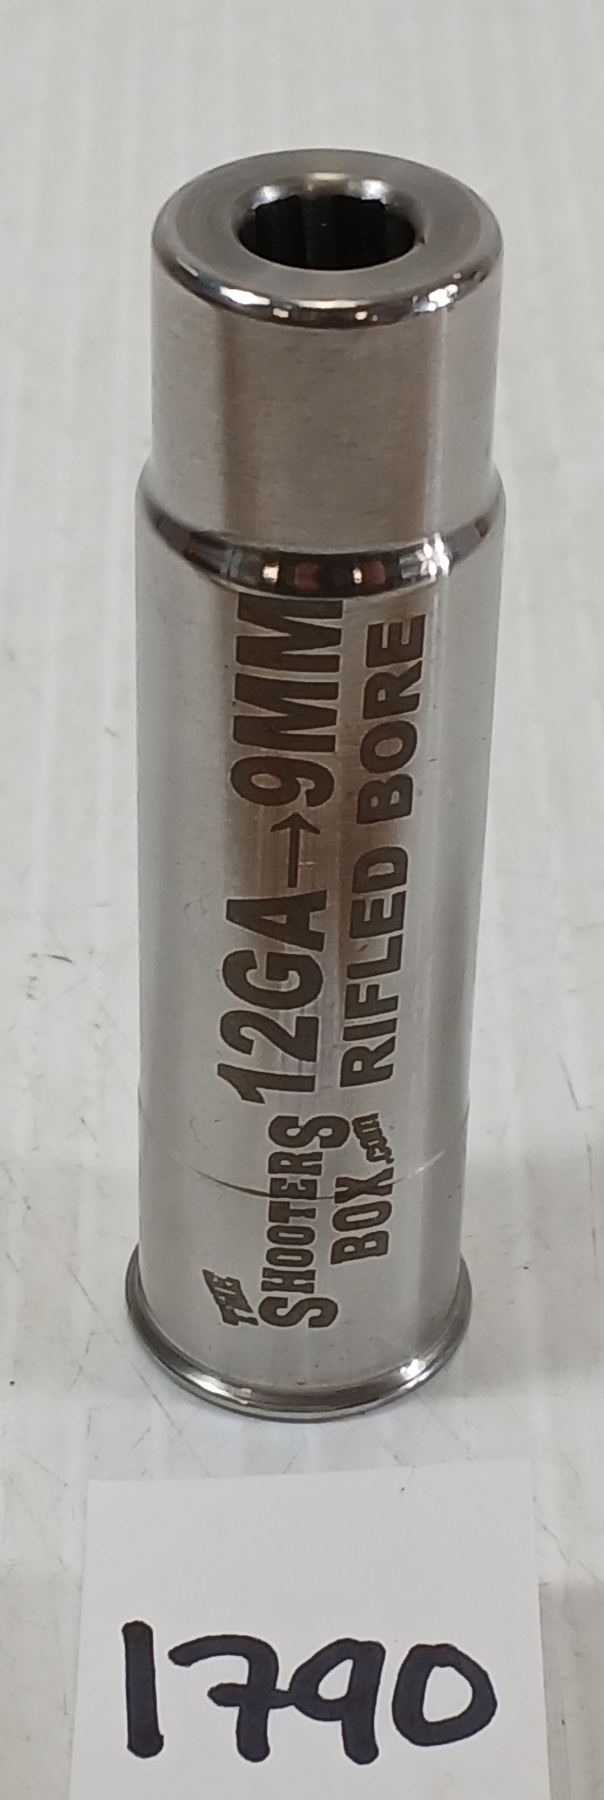 THE
SHOOTERS
BOX.com
12GA→9MM
RIFLED BORE
1790